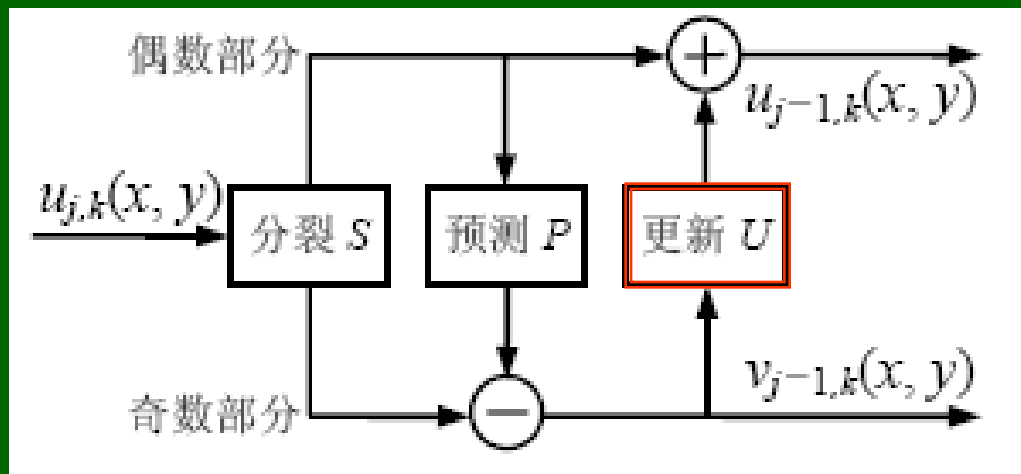 偶数部分
u_{j-1,k}(x, y)
u_{j,k}(x, y)
分裂 S
预测 P
更新 U
v_{j-1,k}(x, y)
奇数部分